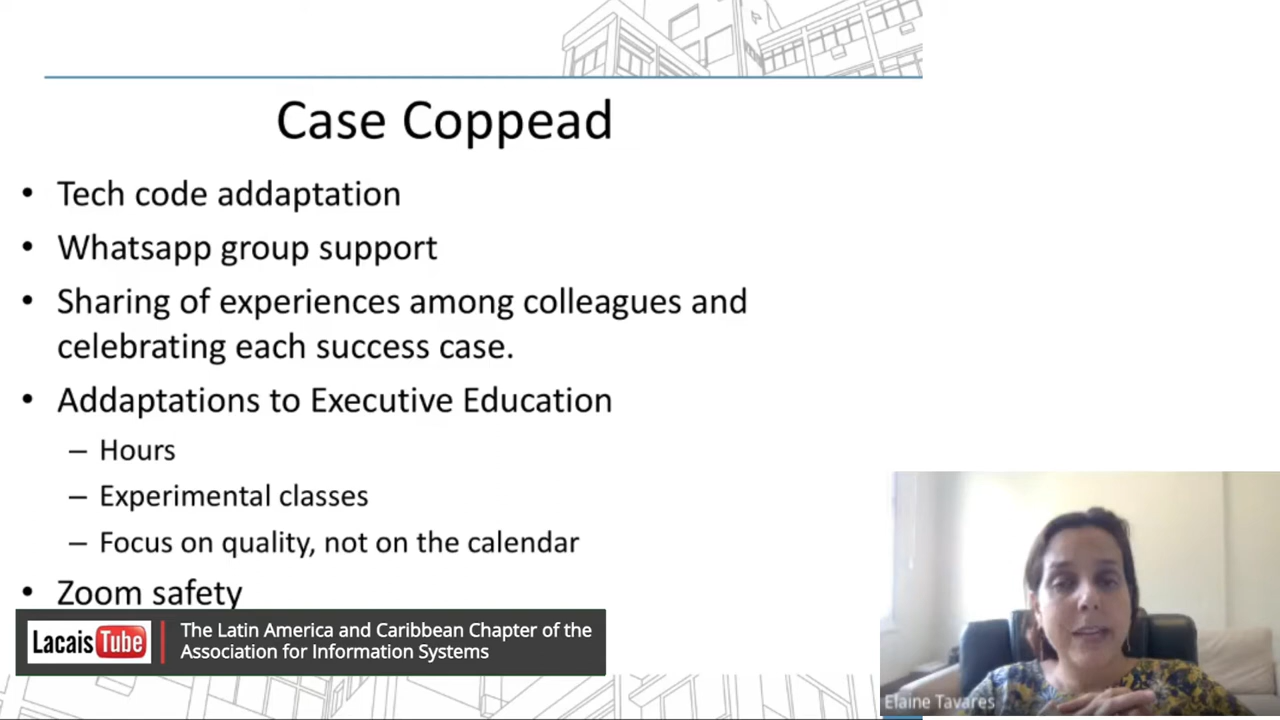 Case Coppead
• Tech code addaptation
• Whatsapp group support
• Sharing of experiences among colleagues and
celebrating each success case.
• Addaptations to Executive Education
– Hours
– Experimental classes
– Focus on quality, not on the calendar
• Zoom safety
LacaisTube
The Latin America and Caribbean Chapter of the
Association for Information Systems
Elaine Tavares